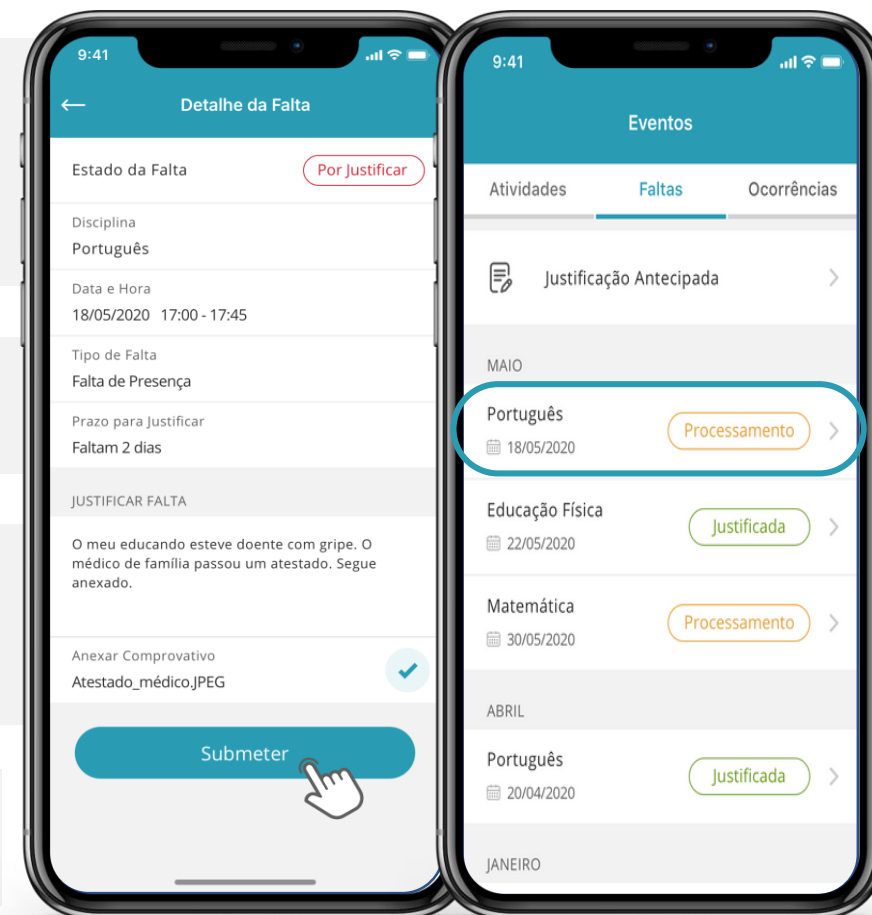 9:41
Detalhe da Falta
Estado da Falta
Por Justificar
Disciplina
Português
Data e Hora
18/05/2020 17:00 - 17:45
Tipo de Falta
Falta de Presença
Prazo para Justificar
Faltam 2 dias
JUSTIFICAR FALTA
O meu educando esteve doente com gripe. O
médico de família passou um atestado. Segue
anexado.
Anexar Comprovativo
Atestado_médico.JPEG
Submeter
9:41
Eventos
Atividades
Faltas
Ocorrências
Justificação Antecipada
MAIO
Português
Processamento
18/05/2020
Educação Física
Justificada
22/05/2020
Matemática
Processamento
30/05/2020
ABRIL
Português
Justificada
20/04/2020
JANEIRO